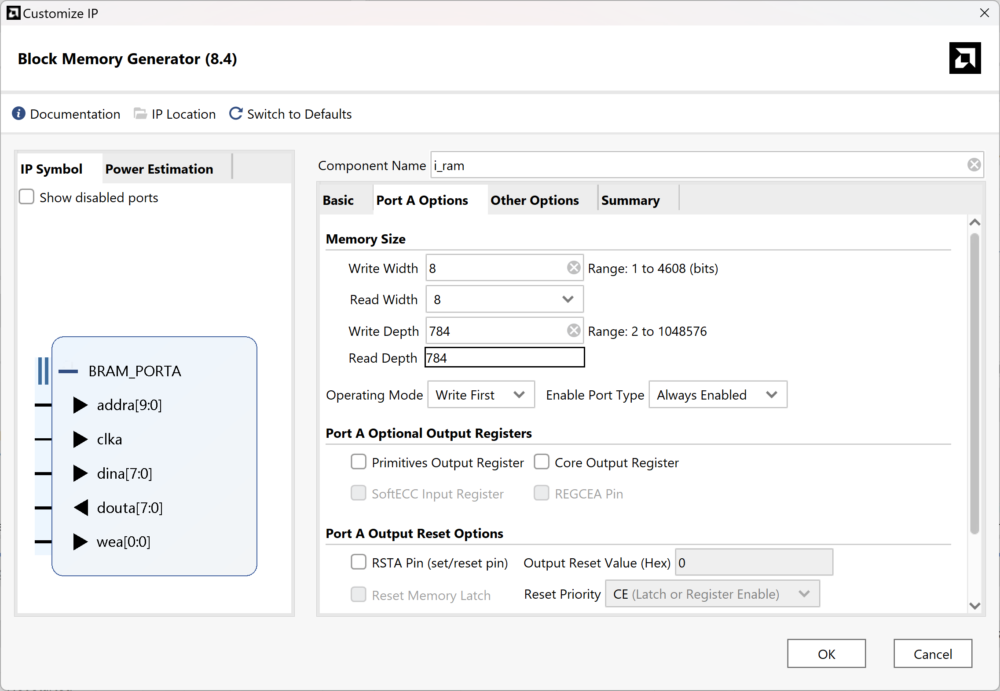 Customize IP
Block Memory Generator (8.4)
Documentation IP Location Switch to Defaults
IP Symbol Power Estimation
Show disabled ports
BRAM_PORTA
addra[9:0]
clka
dina[7:0]
douta[7:0]
wea[0:0]
Component Name i_ram
Basic Port A Options Other Options Summary
Memory Size
Write Width 8 Range: 1 to 4608 (bits)
Read Width 8
Write Depth 784 Range: 2 to 1048576
Read Depth 784
Operating Mode Write First Enable Port Type Always Enabled
Port A Optional Output Registers
Primitives Output Register Core Output Register
SoftECC Input Register REGCEA Pin
Port A Output Reset Options
RSTA Pin (set/reset pin) Output Reset Value (Hex) 0
Reset Memory Latch Reset Priority CE (Latch or Register Enable)
OK Cancel